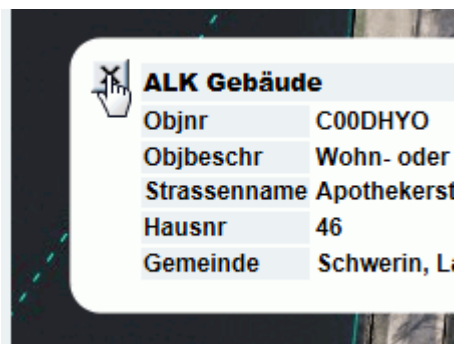 ALK Gebäude
Objnr C00DHYO
Objbeschr Wohn- oder
Strassenname Apothekerst
Hausnr 46
Gemeinde Schwerin, La